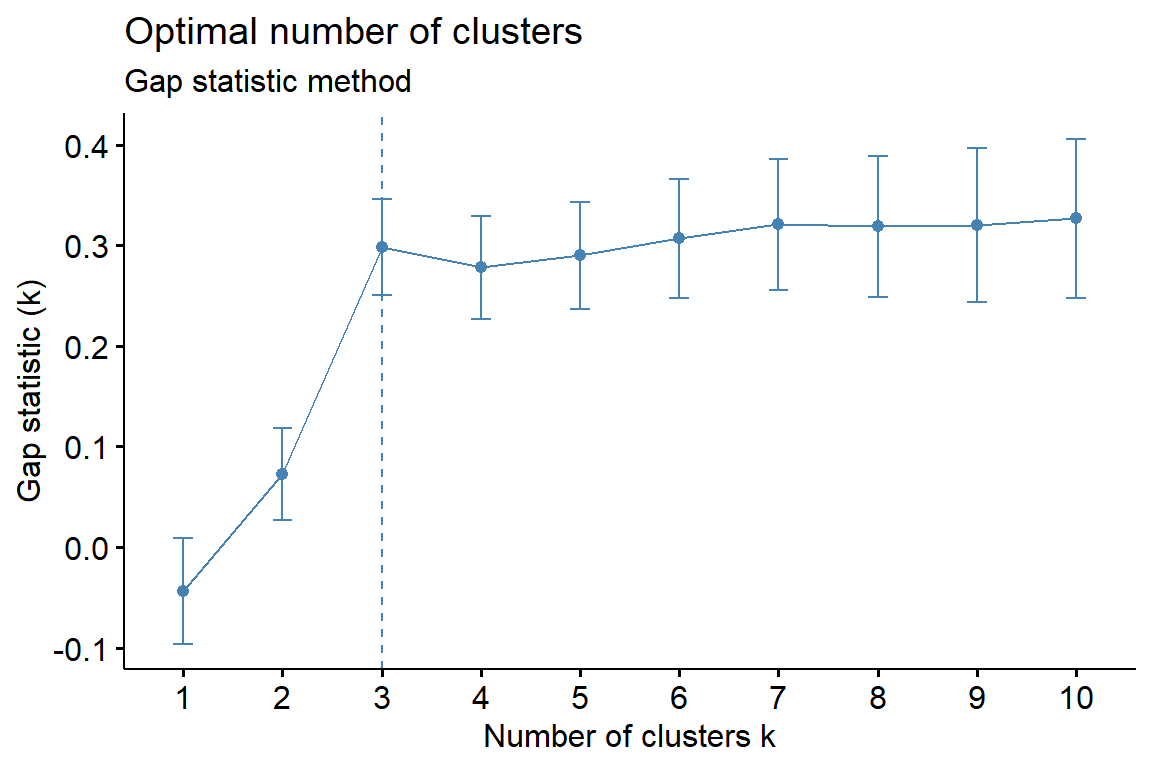 Optimal number of clusters
Gap statistic method
Gap statistic (k)
0.4
0.3
0.2
0.1
0.0
-0.1
1 2 3 4 5 6 7 8 9 10
Number of clusters k